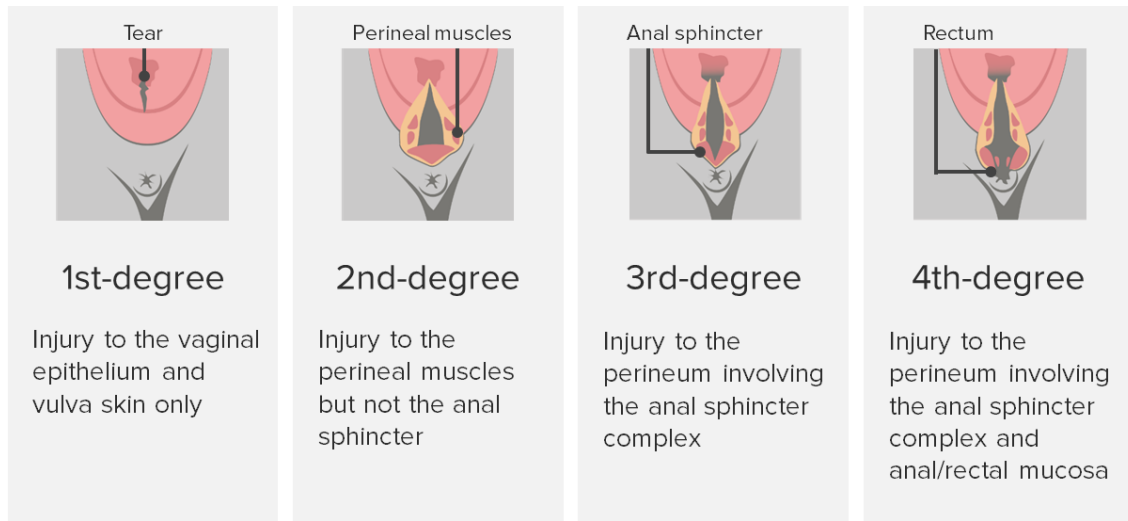 Tear
1st-degree
Injury to the vaginal
epithelium and
vulva skin only
Perineal muscles
2nd-degree
Injury to the
perineal muscles
but not the anal
sphincter
Anal sphincter
3rd-degree
Injury to the
perineum involving
the anal sphincter
complex
Rectum
4th-degree
Injury to the
perineum involving
the anal sphincter
complex and
anal/rectal mucosa